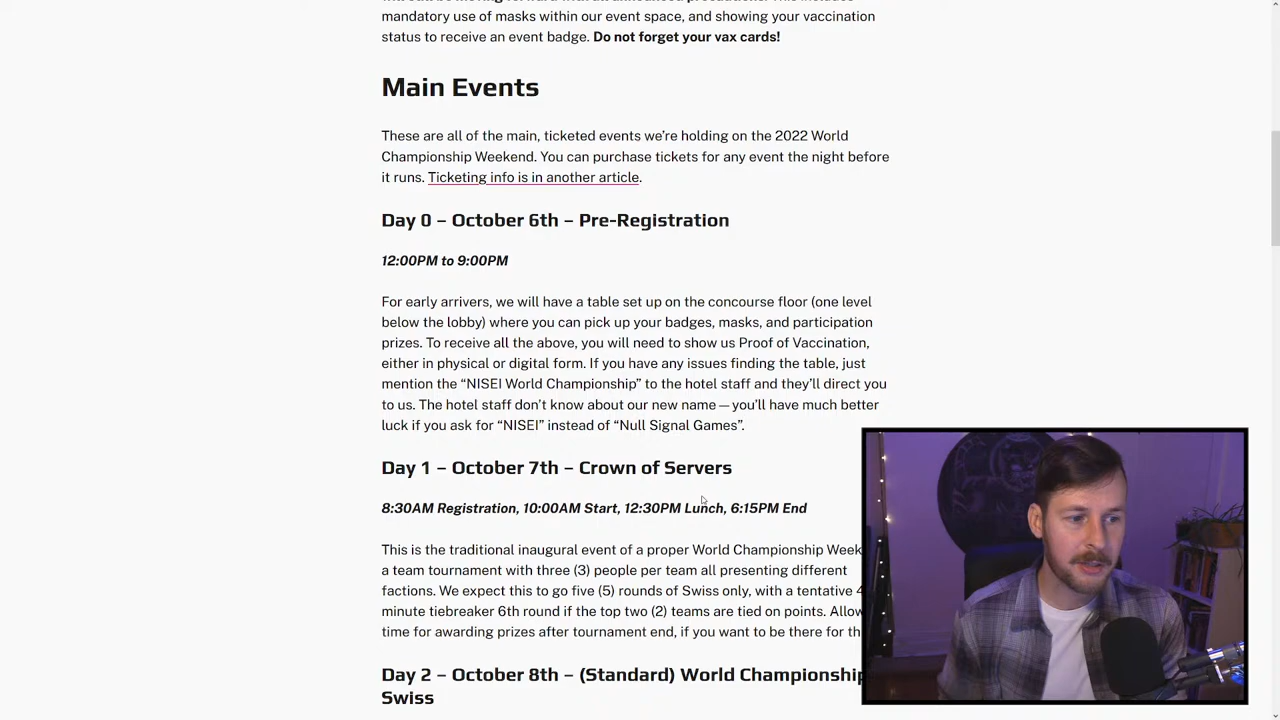 mandatory use of masks within our event space, and showing your vaccination
status to receive an event badge. Do not forget your vax cards!
Main Events
These are all of the main, ticketed events we’re holding on the 2022 World
Championship Weekend. You can purchase tickets for any event the night before
it runs. Ticketing info is in another article.
Day 0 – October 6th – Pre-Registration
12:00PM to 9:00PM
For early arrivers, we will have a table set up on the concourse floor (one level
below the lobby) where you can pick up your badges, masks, and participation
prizes. To receive all the above, you will need to show us Proof of Vaccination,
either in physical or digital form. If you have any issues finding the table, just
mention the “NISEI World Championship” to the hotel staff and they’ll direct you
to us. The hotel staff don’t know about our new name — you’ll have much better
luck if you ask for “NISEI” instead of “Null Signal Games”.
Day 1 – October 7th – Crown of Servers
8:30AM Registration, 10:00AM Start, 12:30PM Lunch, 6:15PM End
This is the traditional inaugural event of a proper World Championship Week
a team tournament with three (3) people per team all presenting different
factions. We expect this to go five (5) rounds of Swiss only, with a tentative
minute tiebreaker 6th round if the top two (2) teams are tied on points. Allow
time for awarding prizes after tournament end, if you want to be there for
Day 2 – October 8th – (Standard) World Championship
Swiss